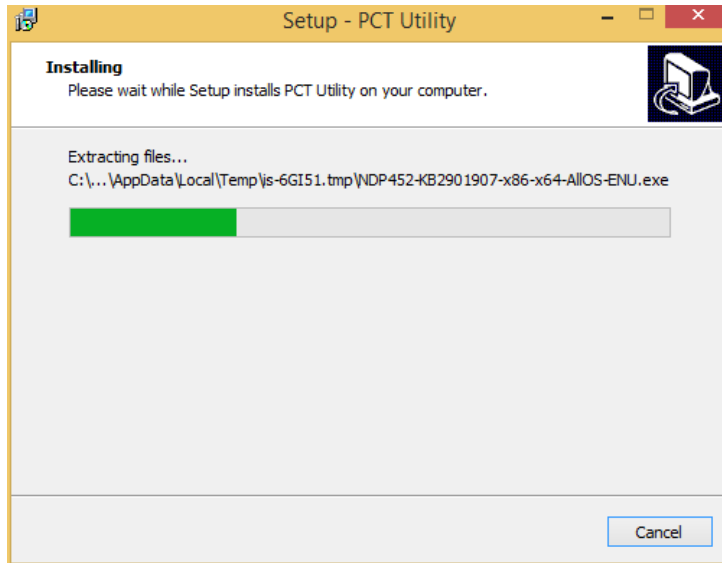 Setup - PCT Utility
Installing
Please wait while Setup installs PCT Utility on your computer.
Extracting files...
C:\...\AppData\Local\Temp\is-6GI51.tmp\NDP452-KB2901907-x86-x64-AllOS-ENU.exe
Cancel